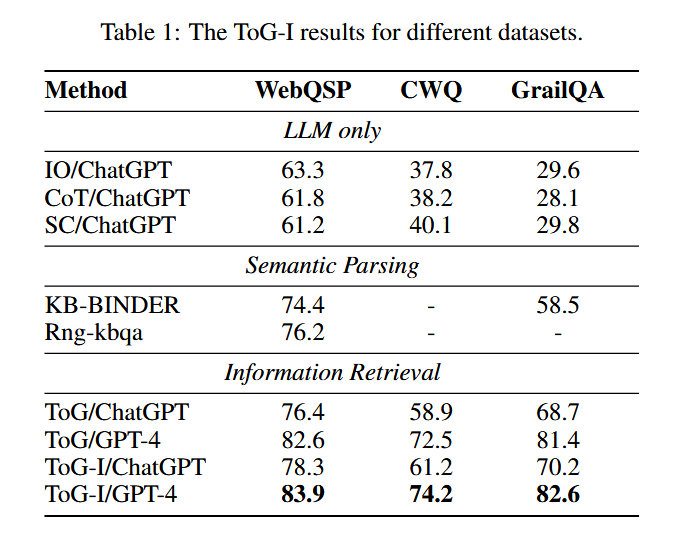 Table 1: The ToG-I results for different datasets.
Method WebQSP CWQ GrailQA
LLM only
IO/ChatGPT 63.3 37.8 29.6
CoT/ChatGPT 61.8 38.2 28.1
SC/ChatGPT 61.2 40.1 29.8
Semantic Parsing
KB-BINDER 74.4 - 58.5
Rng-kbqa 76.2 - -
Information Retrieval
ToG/ChatGPT 76.4 58.9 68.7
ToG/GPT-4 82.6 72.5 81.4
ToG-I/ChatGPT 78.3 61.2 70.2
ToG-I/GPT-4 83.9 74.2 82.6